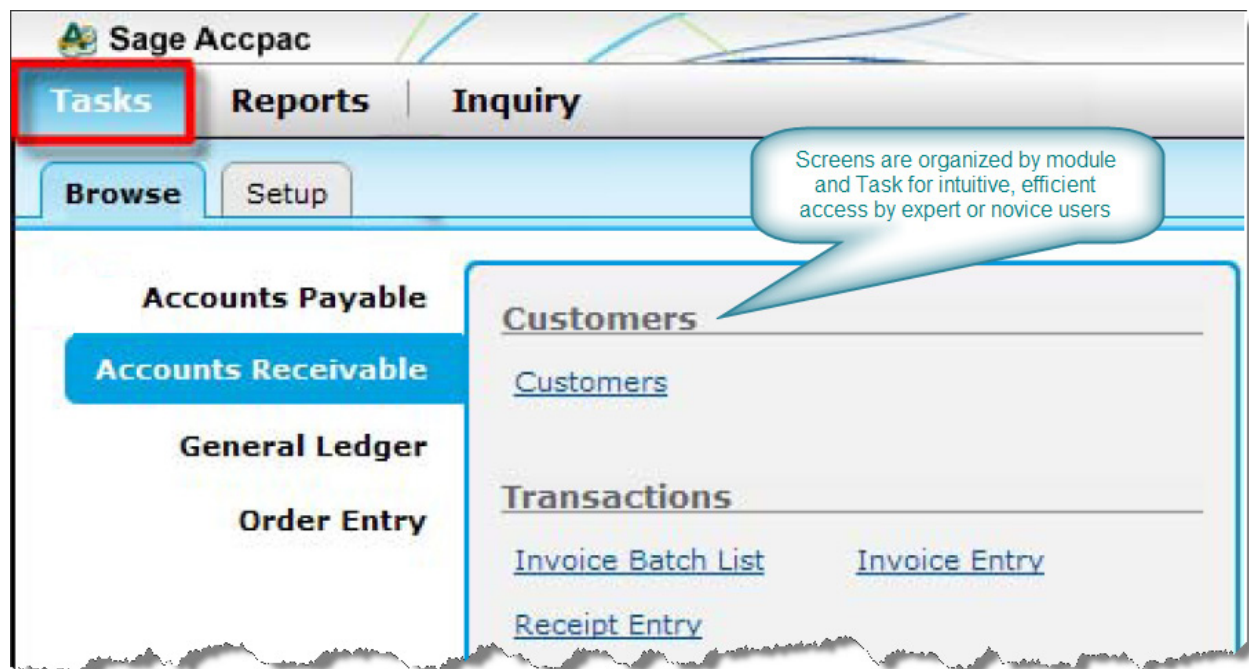 Sage Accpac
Tasks Reports Inquiry
Browse Setup
Screens are organized by module
and Task for intuitive, efficient
access by expert or novice users
Accounts Payable
Accounts Receivable
General Ledger
Order Entry
Customers
Customers
Transactions
Invoice Batch List Invoice Entry
Receipt Entry